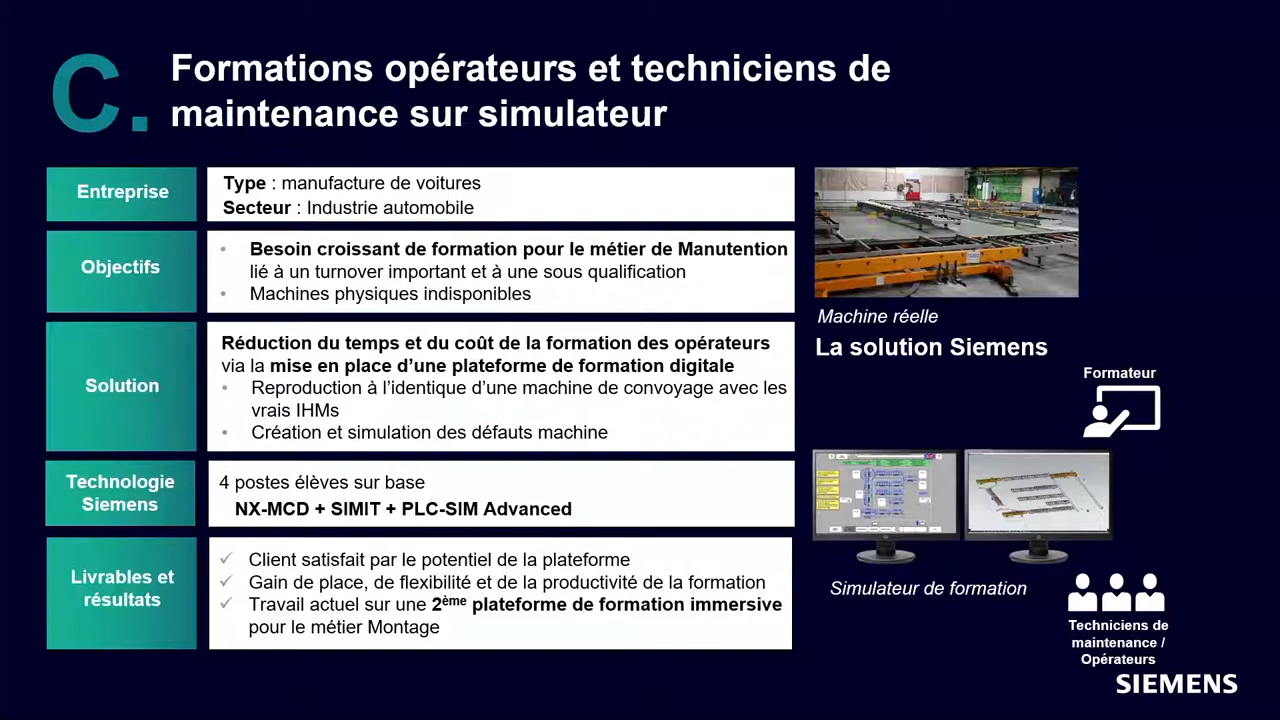 C.
Formations opérateurs et techniciens de
maintenance sur simulateur
Entreprise
Type : manufacture de voitures
Secteur : Industrie automobile
Objectifs
• Besoin croissant de formation pour le métier de Manutention
lié à un turnover important et à une sous qualification
• Machines physiques indisponibles
Solution
Réduction du temps et du coût de la formation des opérateurs
via la mise en place d’une plateforme de formation digitale
• Reproduction à l’identique d’une machine de convoyage avec les
vrais IHMs
• Création et simulation des défauts machine
Technologie
Siemens
4 postes élèves sur base
NX-MCD + SIMIT + PLC-SIM Advanced
Livrables et
résultats
✓ Client satisfait par le potentiel de la plateforme
✓ Gain de place, de flexibilité et de la productivité de la formation
✓ Travail actuel sur une 2ème plateforme de formation immersive
pour le métier Montage
Machine réelle
La solution Siemens
Formateur
Simulateur de formation
Techniciens de
maintenance /
Opérateurs
SIEMENS